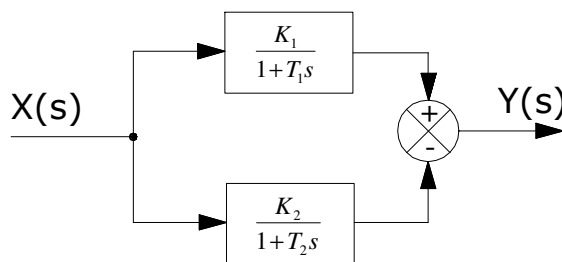 K₁
1+T₁s
X(s)
+
-
Y(s)
K₂
1+T₂s